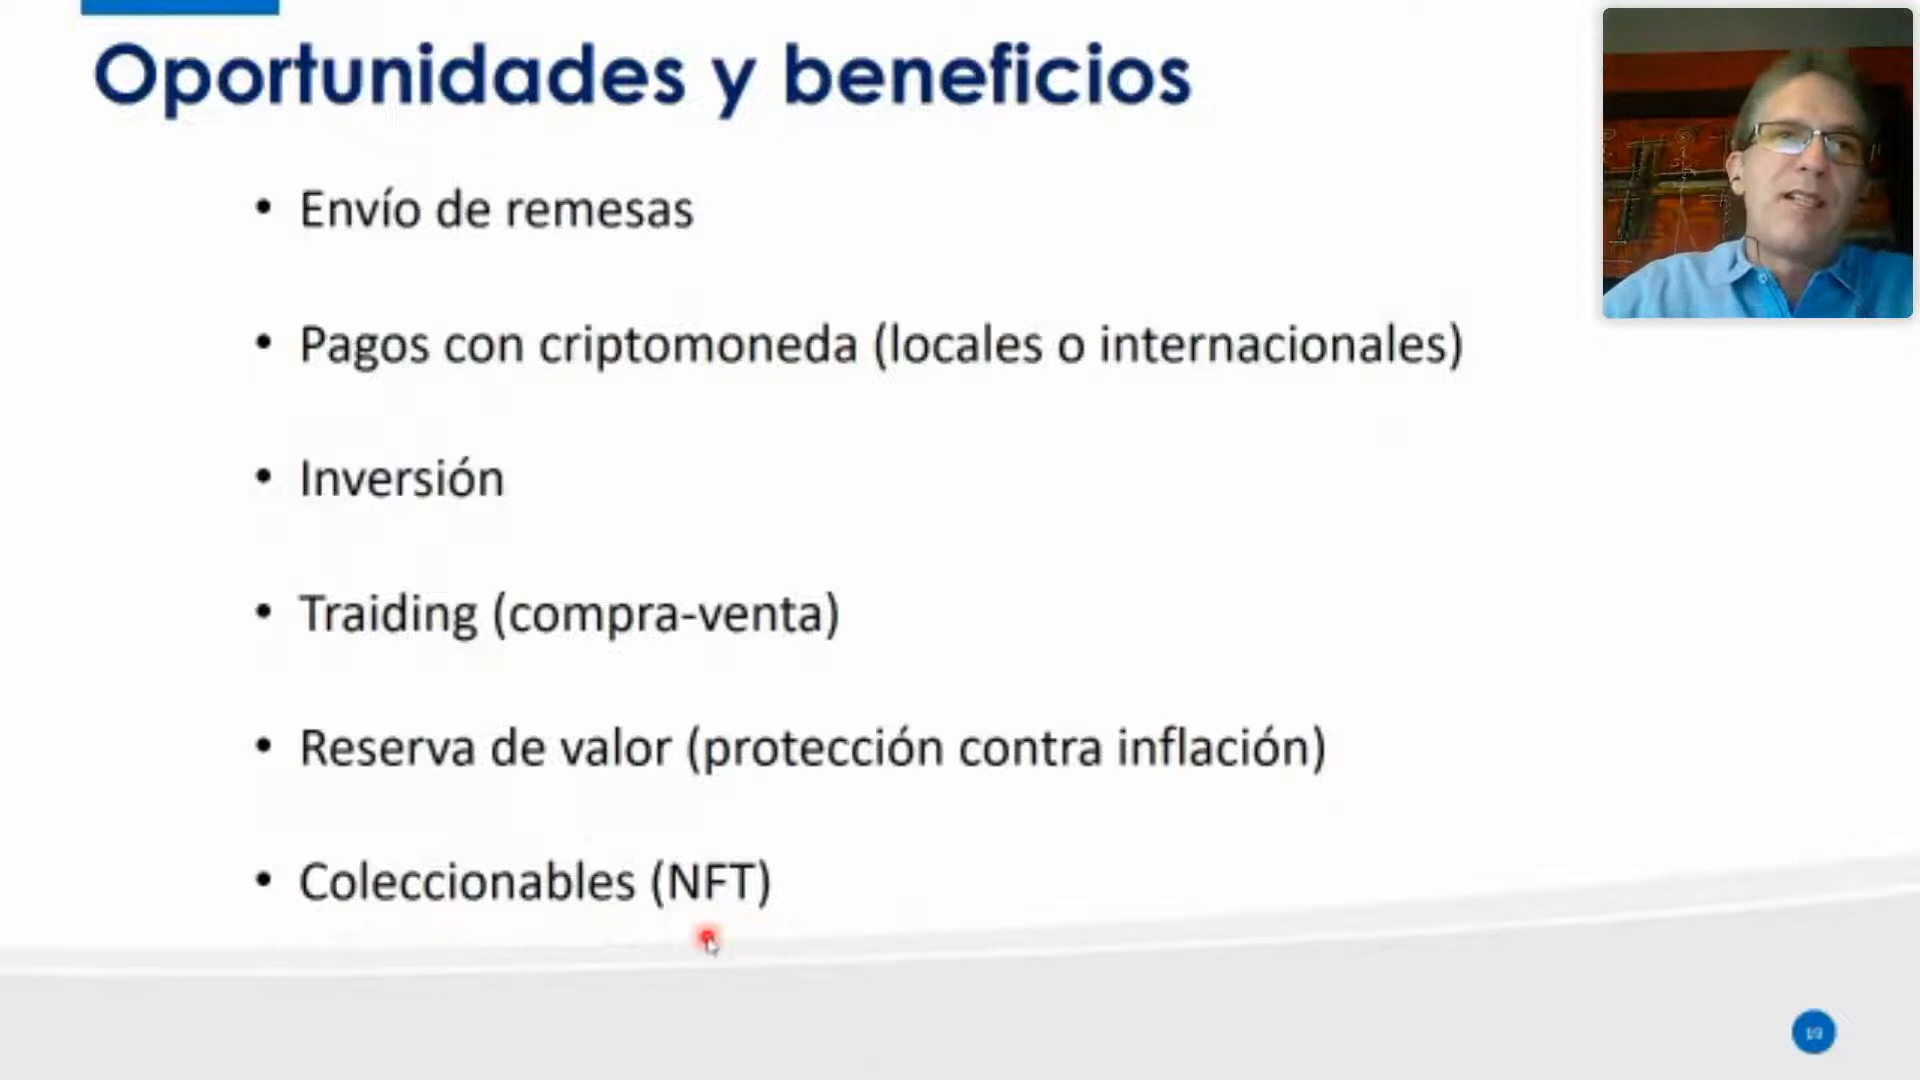 Oportunidades y beneficios
• Envío de remesas
• Pagos con criptomoneda (locales o internacionales)
• Inversión
• Traiding (compra-venta)
• Reserva de valor (protección contra inflación)
• Coleccionables (NFT)
19